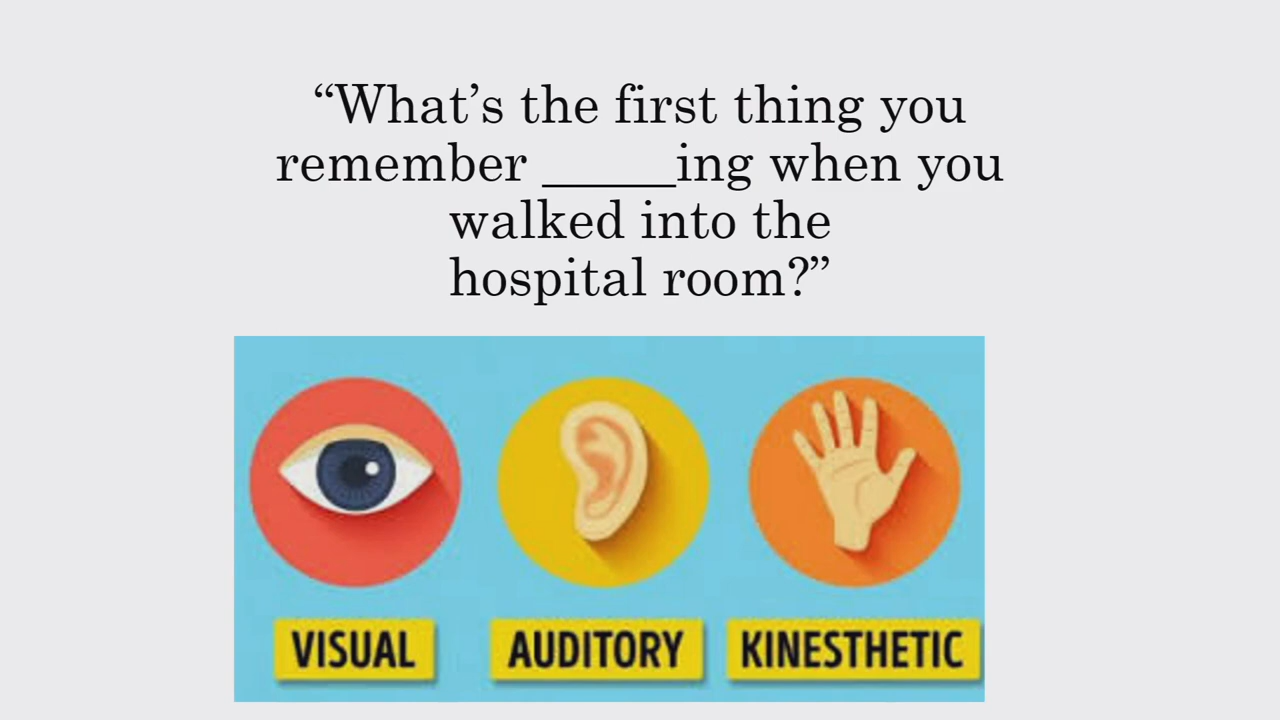 “What’s the first thing you
remember _____ing when you
walked into the
hospital room?”
VISUAL
AUDITORY
KINESTHETIC